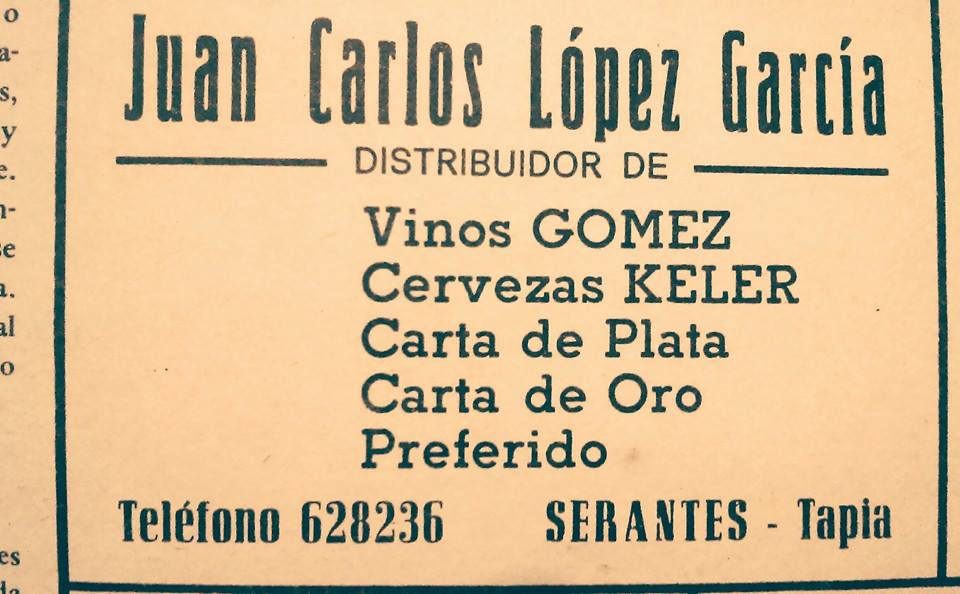 Juan Carlos López García
DISTRIBUIDOR DE
Vinos GOMEZ
Cervezas KELER
Carta de Plata
Carta de Oro
Preferido
Teléfono 628236 SERANTES - Tapia